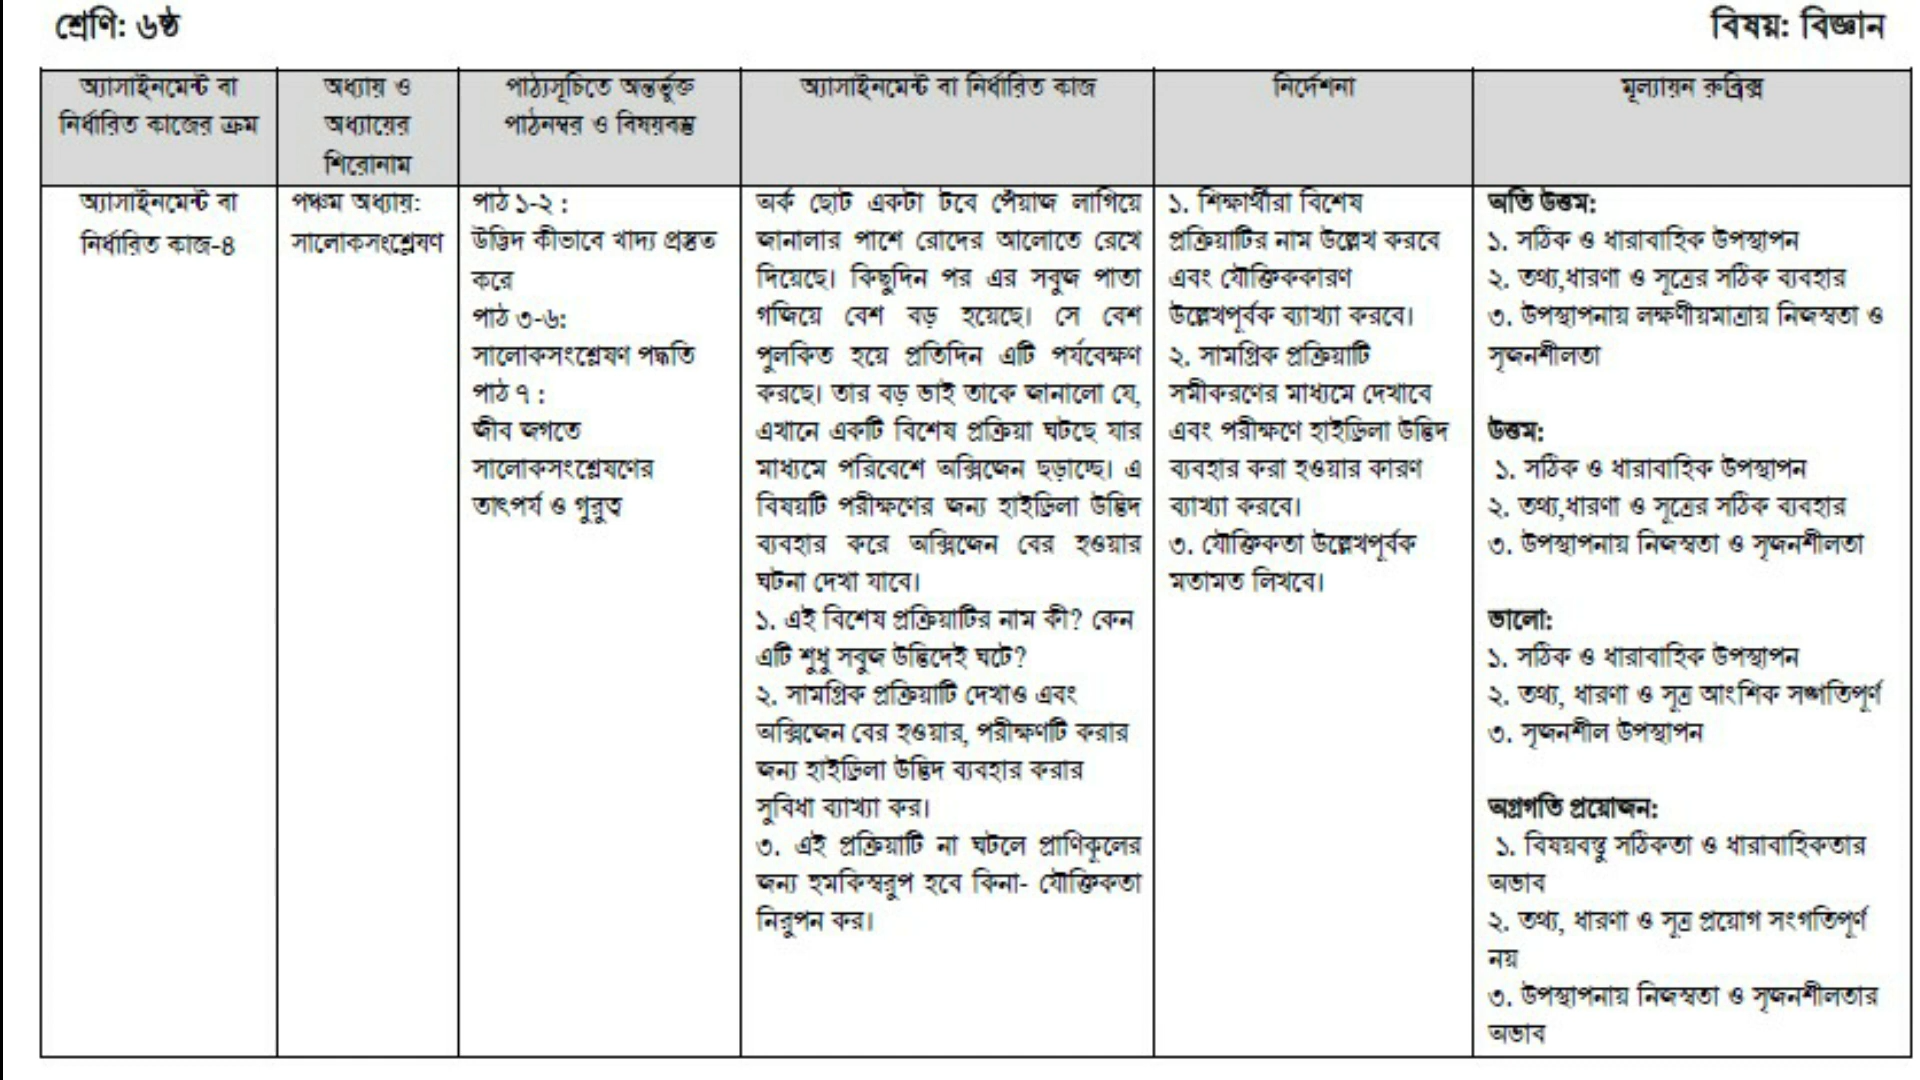 শ্রেণি: ৬ষ্ঠ
বিষয়: বিজ্ঞান
অ্যাসাইনমেন্ট বা
নির্ধারিত কাজের ক্রম
অধ্যায় ও
অধ্যায়ের
শিরোনাম
পাঠ্যসূচিতে অন্তর্ভুক্ত
পাঠনম্বর ও বিষয়বস্তু
অ্যাসাইনমেন্ট বা নির্ধারিত কাজ
নির্দেশনা
মূল্যায়ন রুব্রিক্স
অ্যাসাইনমেন্ট বা
নির্ধারিত কাজ-৪
পঞ্চম অধ্যায়:
সালোকসংশ্লেষণ
পাঠ ১-২ :
উদ্ভিদ কীভাবে খাদ্য প্রস্তুত
করে
পাঠ ৩-৬:
সালোকসংশ্লেষণ পদ্ধতি
পাঠ ৭ :
জীব জগতে
সালোকসংশ্লেষণের
তাৎপর্য ও গুরুত্ব
অর্ক ছোট একটা টবে পেঁয়াজ লাগিয়ে
জানালার পাশে রোদের আলোতে রেখে
দিয়েছে। কিছুদিন পর এর সবুজ পাতা
গজিয়ে বেশ বড় হয়েছে। সে বেশ
পুলকিত হয়ে প্রতিদিন এটি পর্যবেক্ষণ
করছে। তার বড় ভাই তাকে জানালো যে,
এখানে একটি বিশেষ প্রক্রিয়া ঘটছে যার
মাধ্যমে পরিবেশে অক্সিজেন ছড়াচ্ছে। এ
বিষয়টি পরীক্ষণের জন্য হাইড্রিলা উদ্ভিদ
ব্যবহার করে অক্সিজেন বের হওয়ার
ঘটনা দেখা যাবে।
১. এই বিশেষ প্রক্রিয়াটির নাম কী? কেন
এটি শুধু সবুজ উদ্ভিদেই ঘটে?
২. সামগ্রিক প্রক্রিয়াটি দেখাও এবং
অক্সিজেন বের হওয়ার, পরীক্ষণটি করার
জন্য হাইড্রিলা উদ্ভিদ ব্যবহার করার
সুবিধা ব্যাখ্যা কর।
৩. এই প্রক্রিয়াটি না ঘটলে প্রাণিকূলের
জন্য হুমকিস্বরুপ হবে কিনা- যৌক্তিকতা
নিরুপন কর।
১. শিক্ষার্থীরা বিশেষ
প্রক্রিয়াটির নাম উল্লেখ করবে
এবং যৌক্তিককারণ
উল্লেখপূর্বক ব্যাখ্যা করবে।
২. সামগ্রিক প্রক্রিয়াটি
সমীকরণের মাধ্যমে দেখাবে
এবং পরীক্ষণে হাইড্রিলা উদ্ভিদ
ব্যবহার করা হওয়ার কারণ
ব্যাখ্যা করবে।
৩. যৌক্তিকতা উল্লেখপূর্বক
মতামত লিখবে।
অতি উত্তম:
১. সঠিক ও ধারাবাহিক উপস্থাপন
২. তথ্য,ধারণা ও সূত্রের সঠিক ব্যবহার
৩. উপস্থাপনায় লক্ষণীয়মাত্রায় নিজস্বতা ও
সৃজনশীলতা
উত্তম:
১. সঠিক ও ধারাবাহিক উপস্থাপন
২. তথ্য,ধারণা ও সূত্রের সঠিক ব্যবহার
৩. উপস্থাপনায় নিজস্বতা ও সৃজনশীলতা
ভালো:
১. সঠিক ও ধারাবাহিক উপস্থাপন
২. তথ্য, ধারণা ও সূত্র আংশিক সঙ্গতিপূর্ণ
৩. সৃজনশীল উপস্থাপন
অগ্রগতি প্রয়োজন:
১. বিষয়বস্তু সঠিকতা ও ধারাবাহিকতার
অভাব
২. তথ্য, ধারণা ও সূত্র প্রয়োগ সংগতিপূর্ণ
নয়
৩. উপস্থাপনায় নিজস্বতা ও সৃজনশীলতার
অভাব